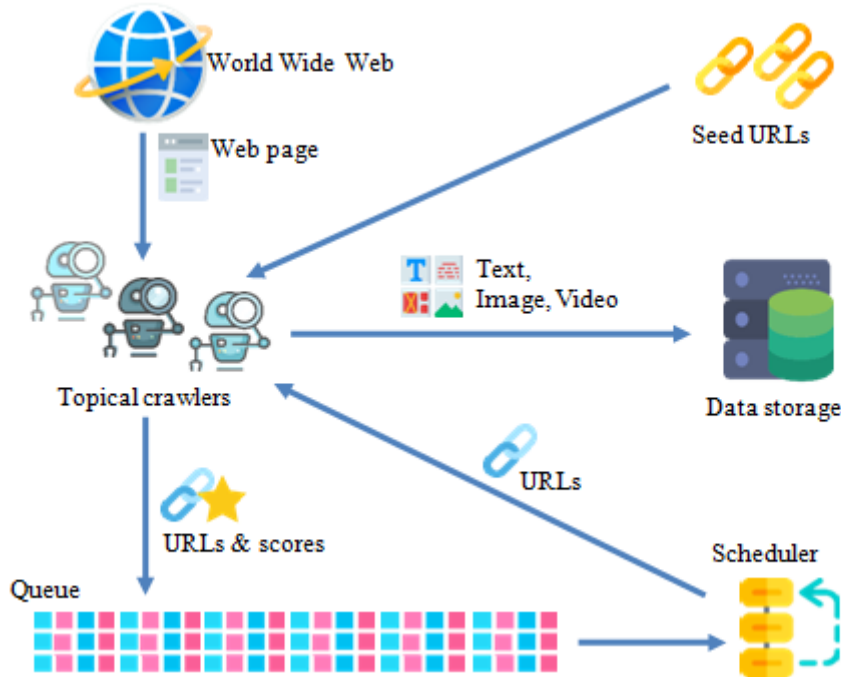 World Wide Web
Web page
Seed URLs
T
Text,
Image, Video
Topical crawlers
Data storage
URLs
URLs & scores
Scheduler
Queue